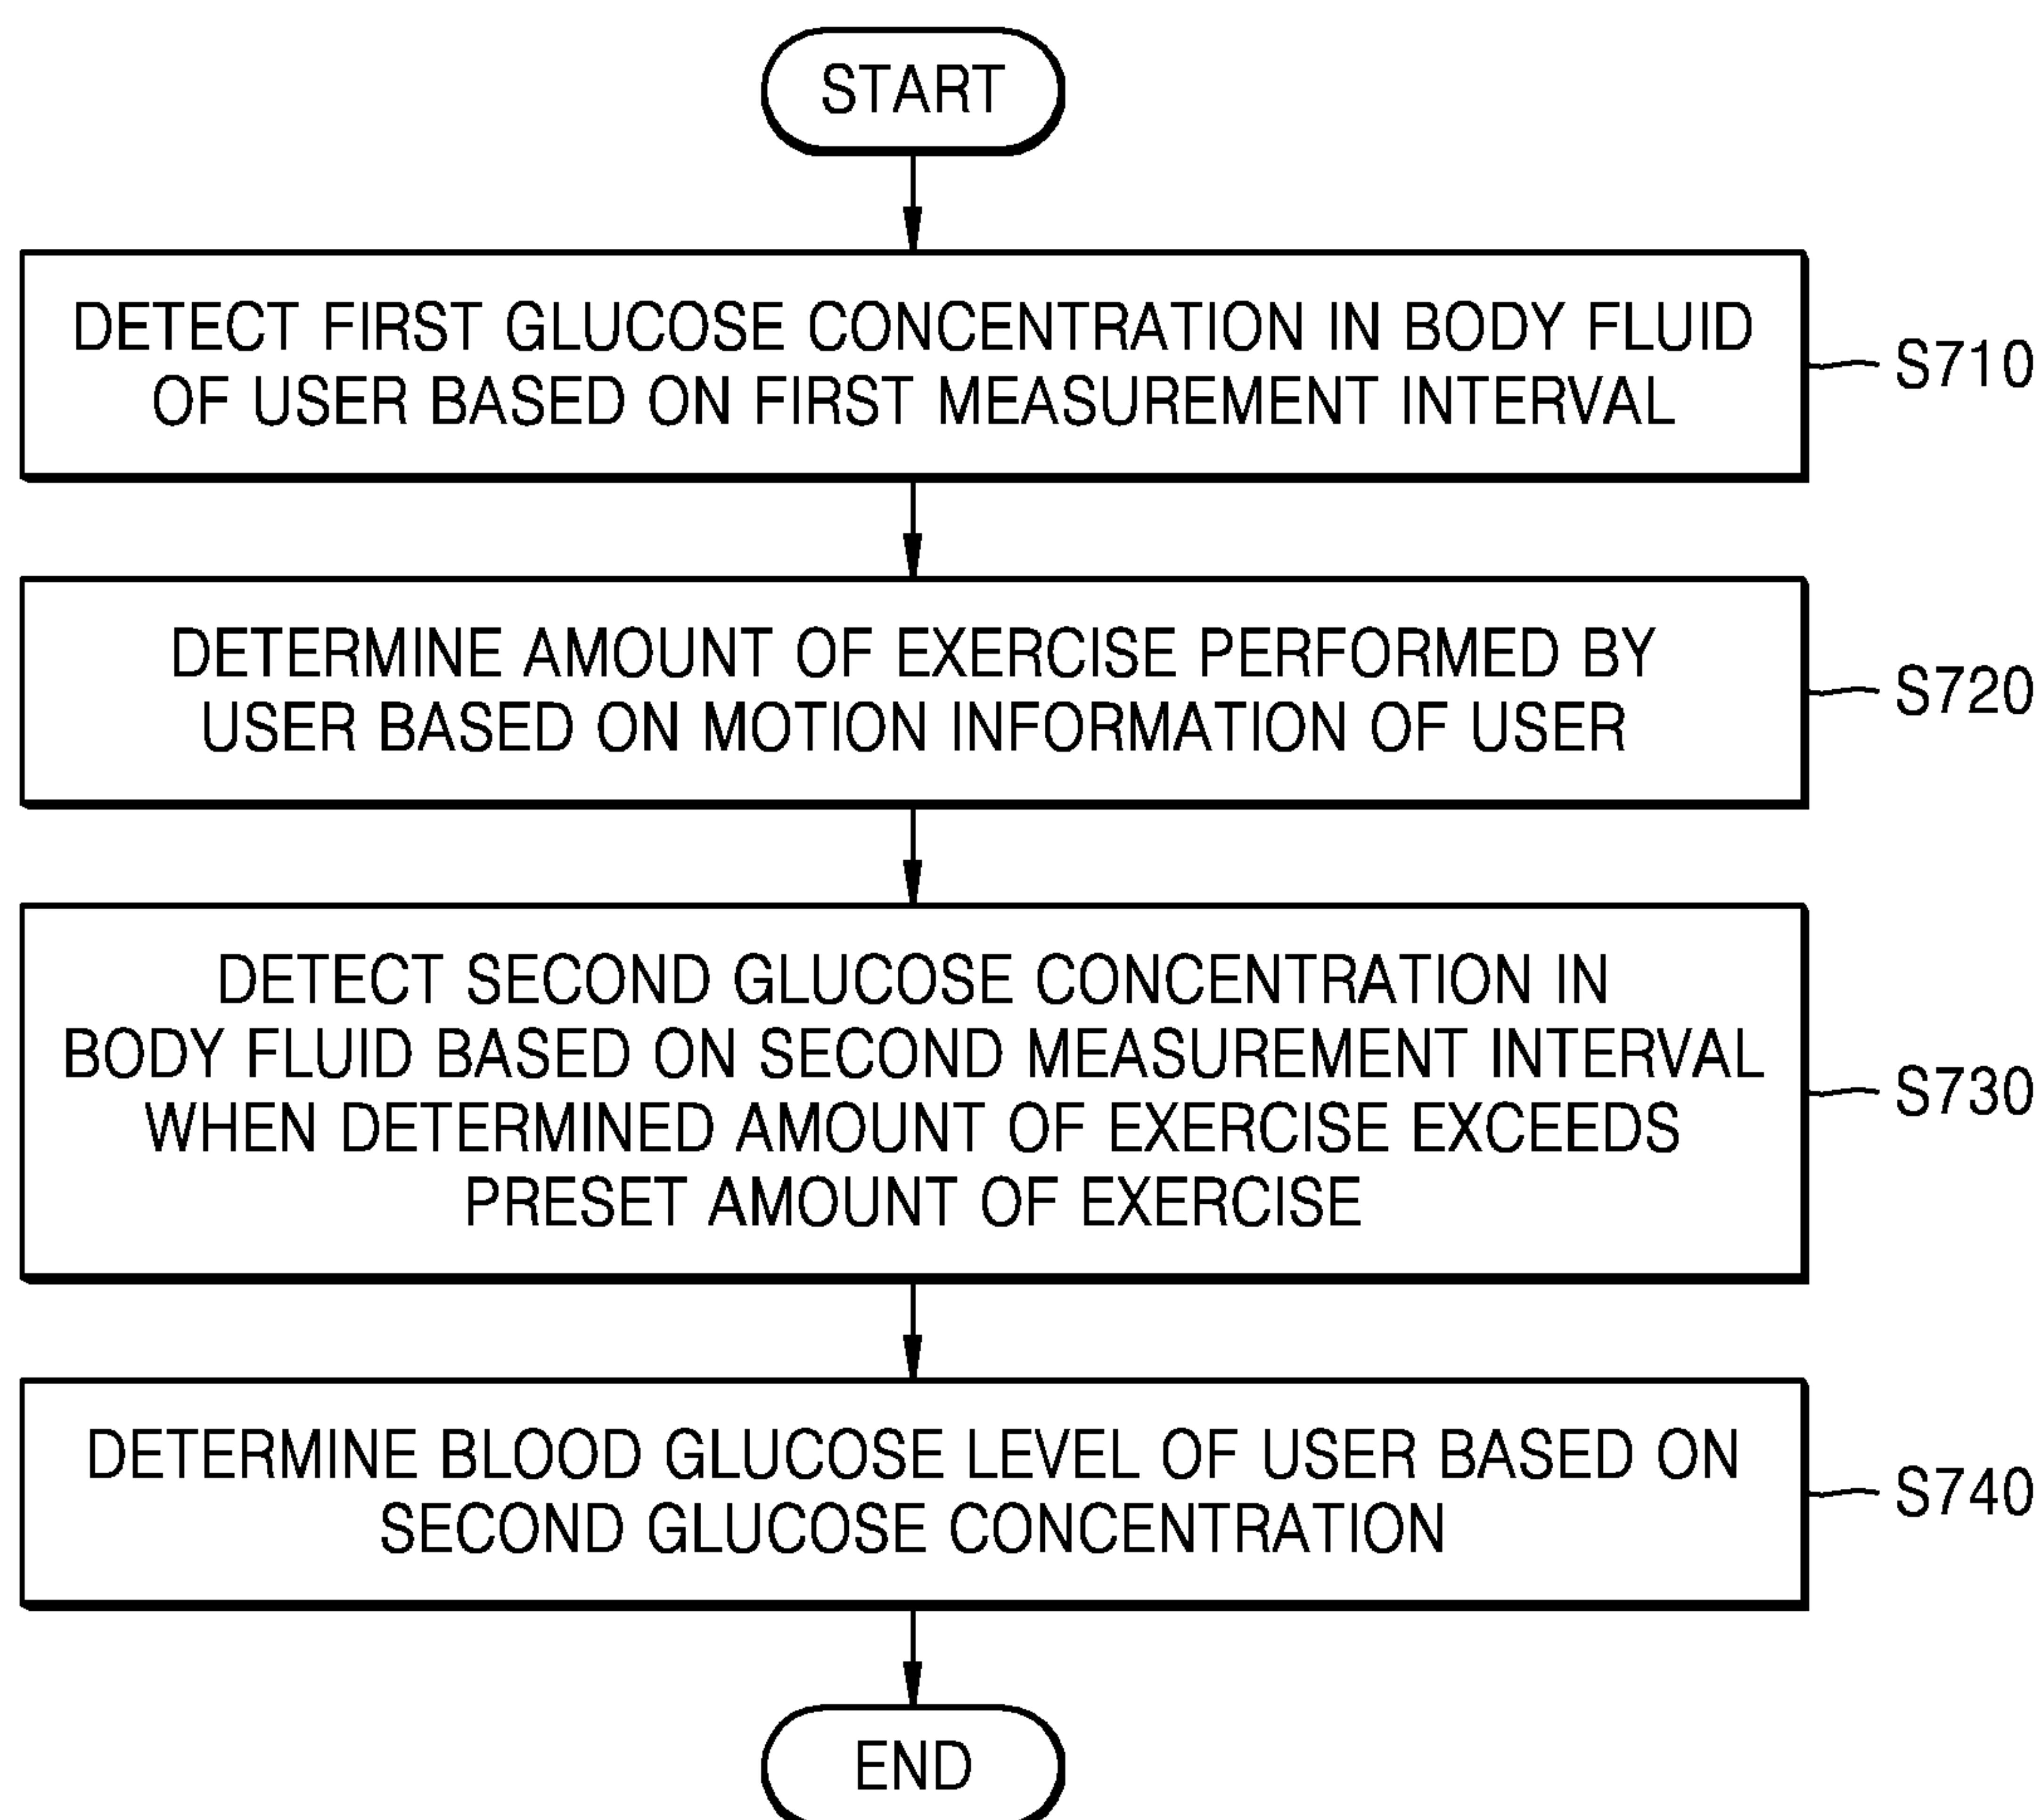 START
DETECT FIRST GLUCOSE CONCENTRATION IN BODY FLUID
OF USER BASED ON FIRST MEASUREMENT INTERVAL
S710
DETERMINE AMOUNT OF EXERCISE PERFORMED BY
USER BASED ON MOTION INFORMATION OF USER
S720
DETECT SECOND GLUCOSE CONCENTRATION IN
BODY FLUID BASED ON SECOND MEASUREMENT INTERVAL
WHEN DETERMINED AMOUNT OF EXERCISE EXCEEDS
PRESET AMOUNT OF EXERCISE
S730
DETERMINE BLOOD GLUCOSE LEVEL OF USER BASED ON
SECOND GLUCOSE CONCENTRATION
S740
END